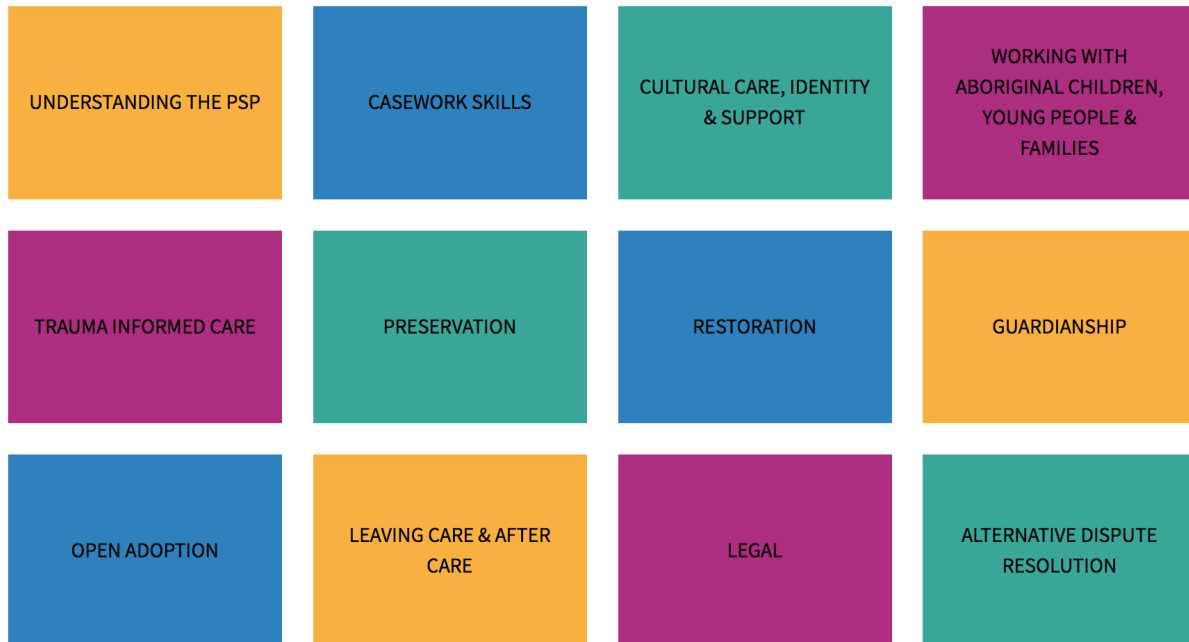 UNDERSTANDING THE PSP
CASEWORK SKILLS
CULTURAL CARE, IDENTITY
& SUPPORT
WORKING WITH
ABORIGINAL CHILDREN,
YOUNG PEOPLE &
FAMILIES
TRAUMA INFORMED CARE
PRESERVATION
RESTORATION
GUARDIANSHIP
OPEN ADOPTION
LEAVING CARE & AFTER
CARE
LEGAL
ALTERNATIVE DISPUTE
RESOLUTION